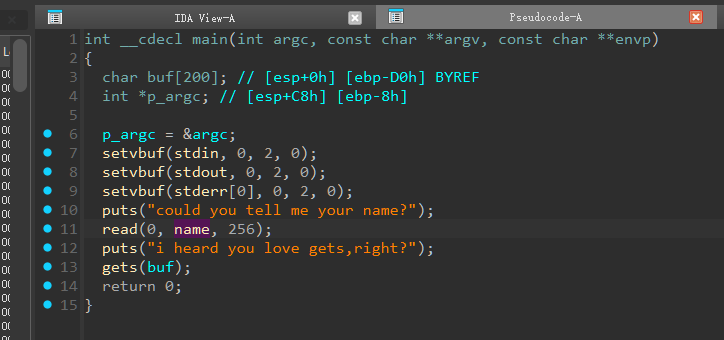 IDA View-A
Pseudocode-A
1 int __cdecl main(int argc, const char **argv, const char **envp)
2 {
3 char buf[200]; // [esp+0h] [ebp-D0h] BYREF
4 int *p_argc; // [esp+C8h] [ebp-8h]
5
6 p_argc = &argc;
7 setvbuf(stdin, 0, 2, 0);
8 setvbuf(stdout, 0, 2, 0);
9 setvbuf(stderr[0], 0, 2, 0);
10 puts("could you tell me your name?");
11 read(0, name, 256);
12 puts("i heard you love gets,right?");
13 gets(buf);
14 return 0;
15 }